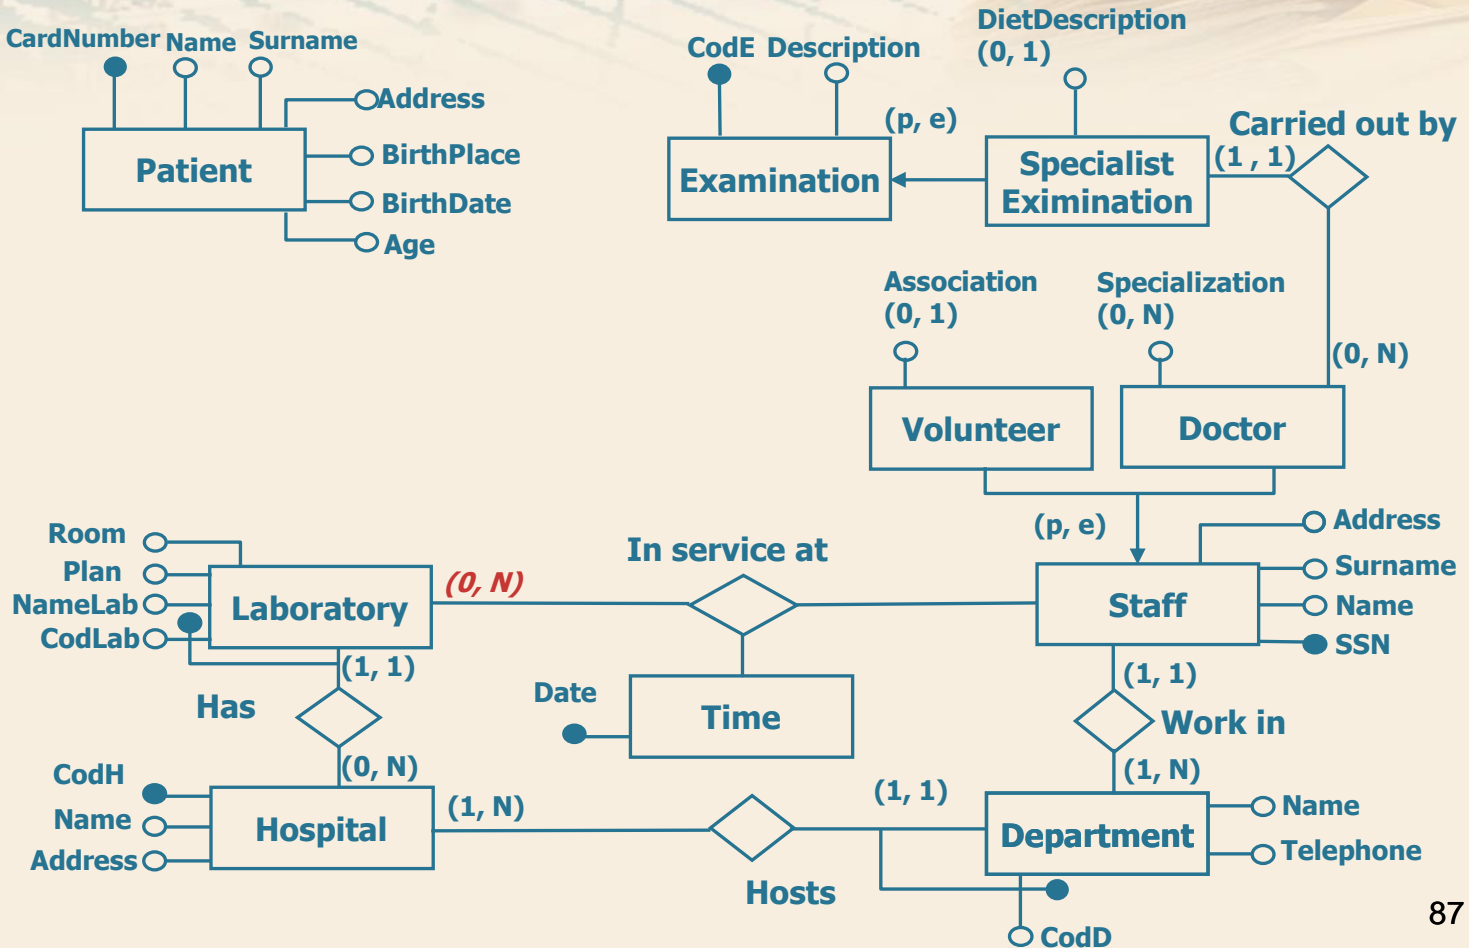 DietDescription
(0, 1)
CardNumber Name Surname
CodE Description
Address
(p, e)
Carried out by
Patient
BirthPlace
Examination
Specialist
Eximination
(1 , 1)
BirthDate
Age
Association
(0, 1)
Specialization
(0, N)
(0, N)
Volunteer
Doctor
Room
Plan
NameLab
CodLab
Laboratory
(0, N)
In service at
(p, e)
Address
Surname
Name
SSN
Staff
(1, 1)
Has
Date
Time
(1, 1)
Work in
CodH
Name
Address
(0, N)
Hospital
(1, N)
(1, 1)
(1, N)
Department
Name
Telephone
Hosts
CodD
87